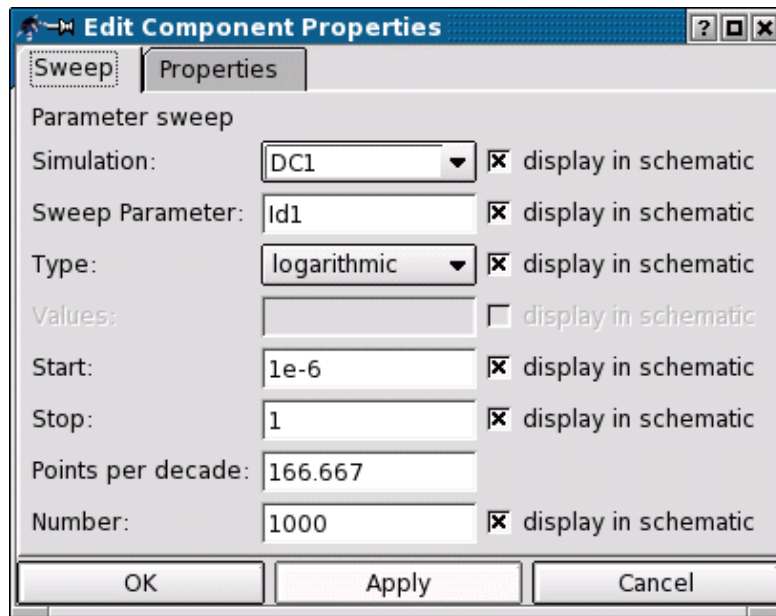 Edit Component Properties ?
Sweep Properties
Parameter sweep
Simulation: DC1 display in schematic
Sweep Parameter: Id1 display in schematic
Type: logarithmic display in schematic
Values: display in schematic
Start: 1e-6 display in schematic
Stop: 1 display in schematic
Points per decade: 166.667
Number: 1000 display in schematic
OK Apply Cancel